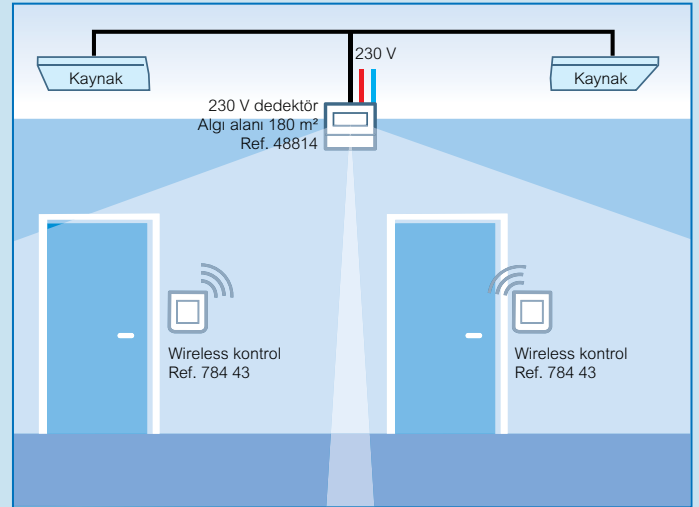 230 V
Kaynak
Kaynak
230 V dedektör
Algı alanı 180 m²
Ref. 48814
Wireless kontrol
Ref. 784 43
Wireless kontrol
Ref. 784 43